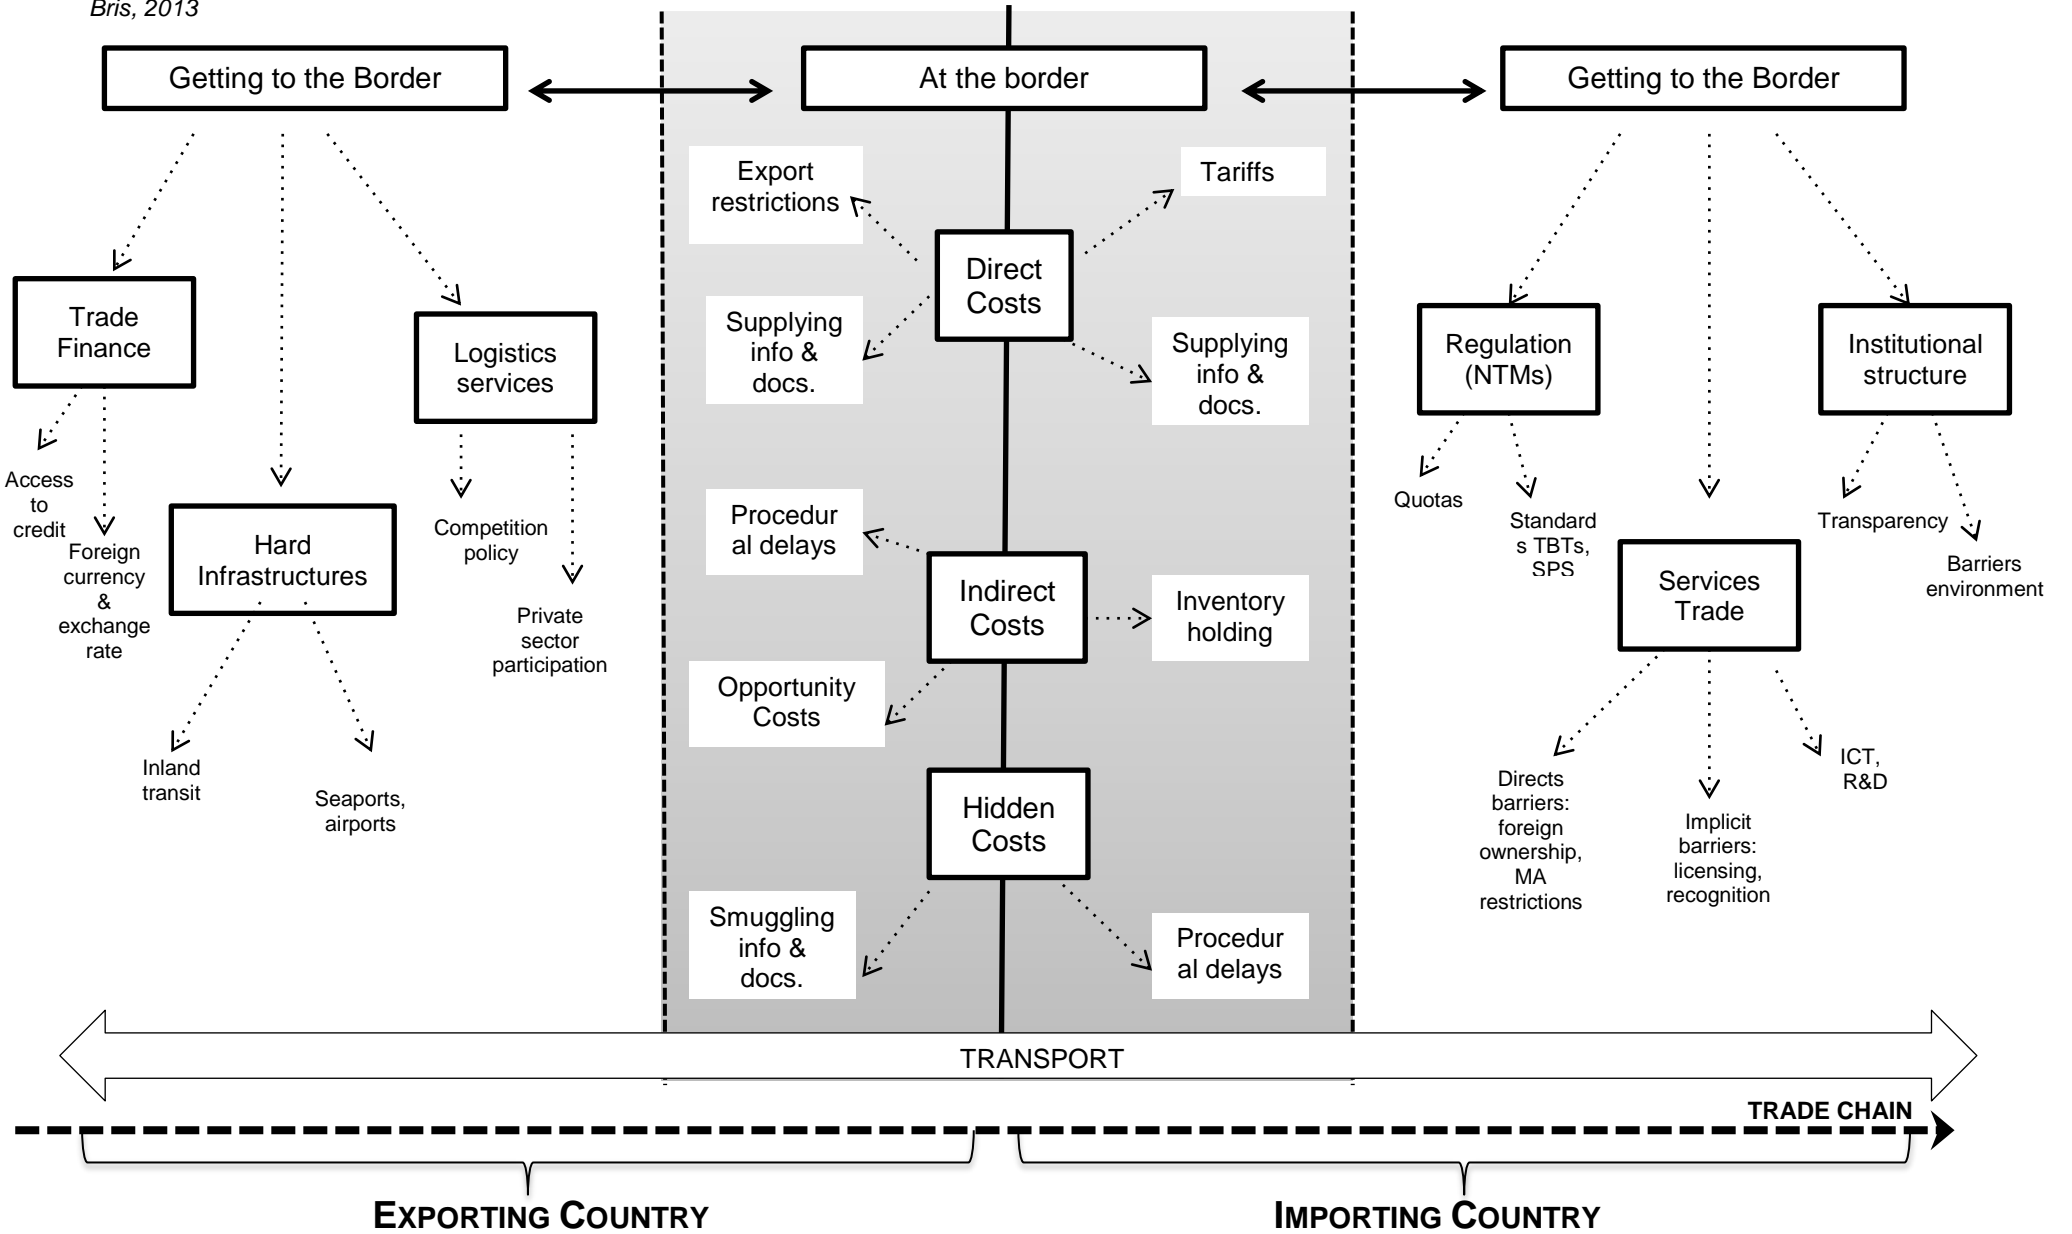 Bris, 2013
Getting to the Border
At the border
Getting to the Border
Export
restrictions
Tariffs
Direct
Costs
Supplying
info &
docs.
Supplying
info &
docs.
Trade
Finance
Logistics
services
Regulation
(NTMs)
Institutional
structure
Access
to
credit
Foreign
currency
&
exchange
rate
Hard
Infrastructures
Competition
policy
Private
sector
participation
Inland
transit
Seaports,
airports
Procedur
al delays
Indirect
Costs
Inventory
holding
Opportunity
Costs
Hidden
Costs
Smuggling
info &
docs.
Procedur
al delays
Quotas
Standard
s TBTs,
SPS
Transparency
Barriers
environment
Services
Trade
Directs
barriers:
foreign
ownership,
MA
restrictions
Implicit
barriers:
licensing,
recognition
ICT,
R&D
TRANSPORT
TRADE CHAIN
EXPORTING COUNTRY
IMPORTING COUNTRY